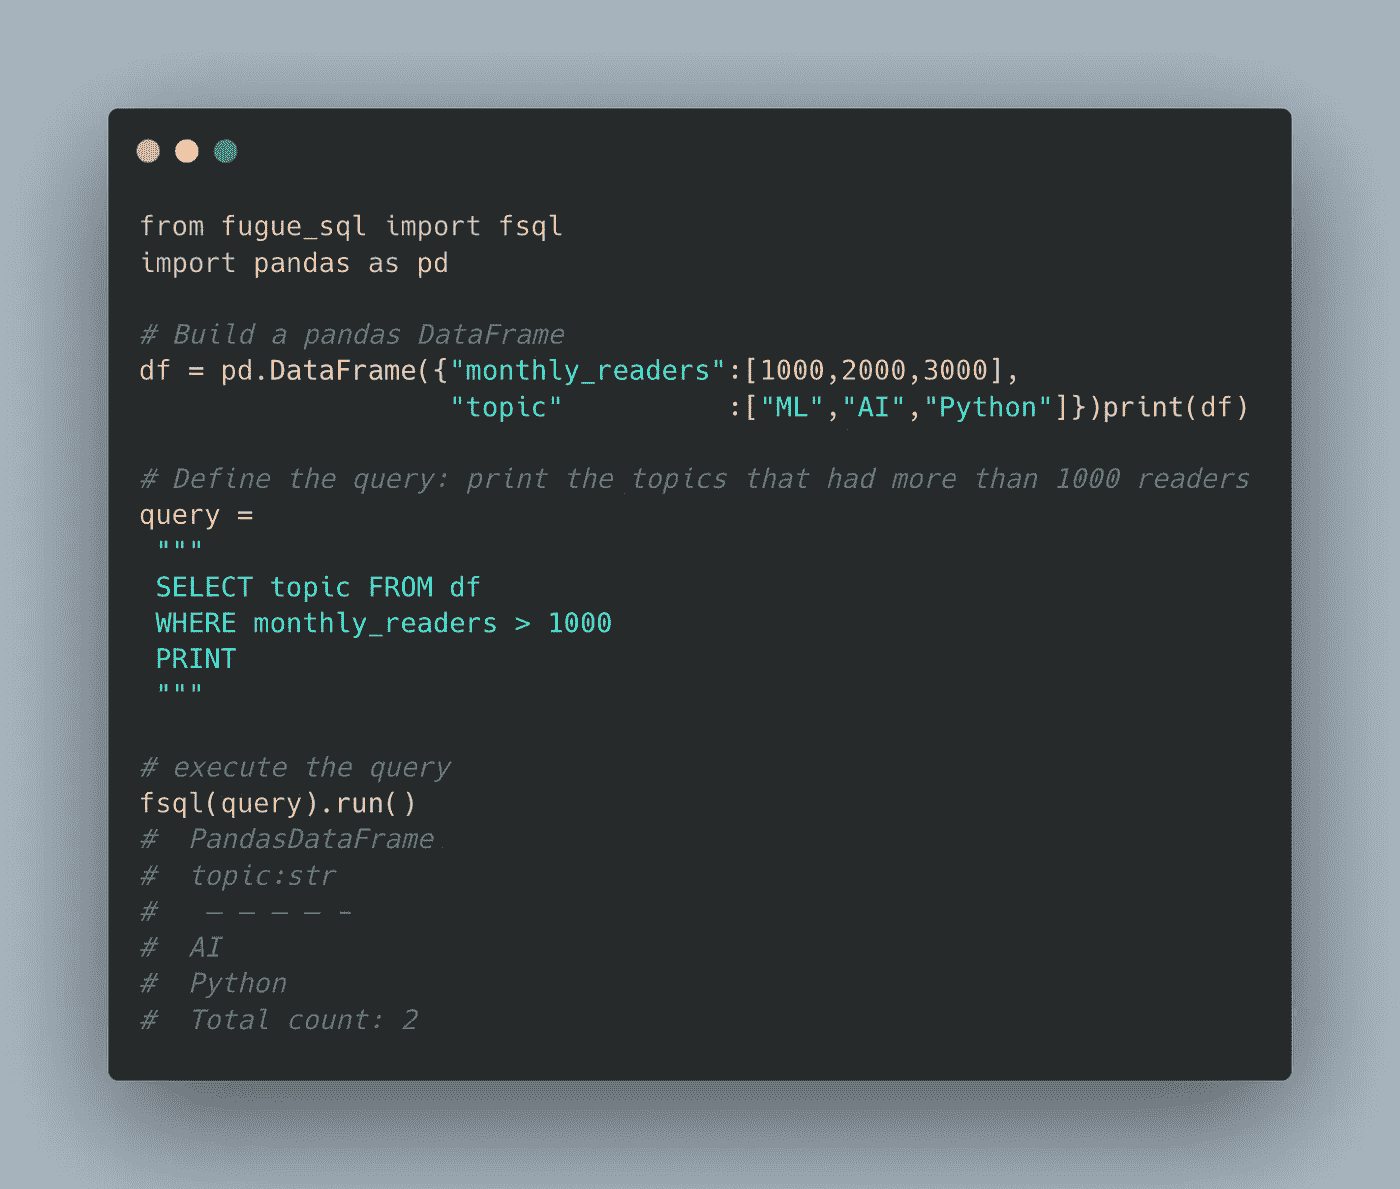 from fugue_sql import fsql
import pandas as pd
# Build a pandas DataFrame
df = pd.DataFrame({"monthly_readers":[1000,2000,3000],
                   "topic"          :["ML","AI","Python"]})print(df)
# Define the query: print the topics that had more than 1000 readers
query =
 """
 SELECT topic FROM df
 WHERE monthly_readers > 1000
 PRINT
 """
# execute the query
fsql(query).run()
#  PandasDataFrame
#  topic:str
#   — — — — -
#  AI
#  Python
#  Total count: 2